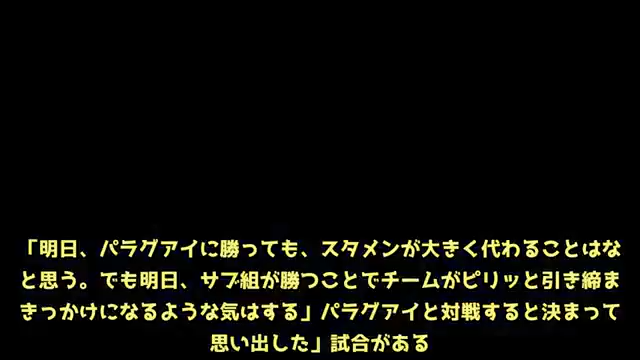 「明日、パラグアイに勝っても、スタメンが大きく代わることはな
と思う。でも明日、サブ組が勝つことでチームがピリッと引き締ま
きっかけになるような気はする」パラグアイと対戦すると決まって
思い出した」試合がある